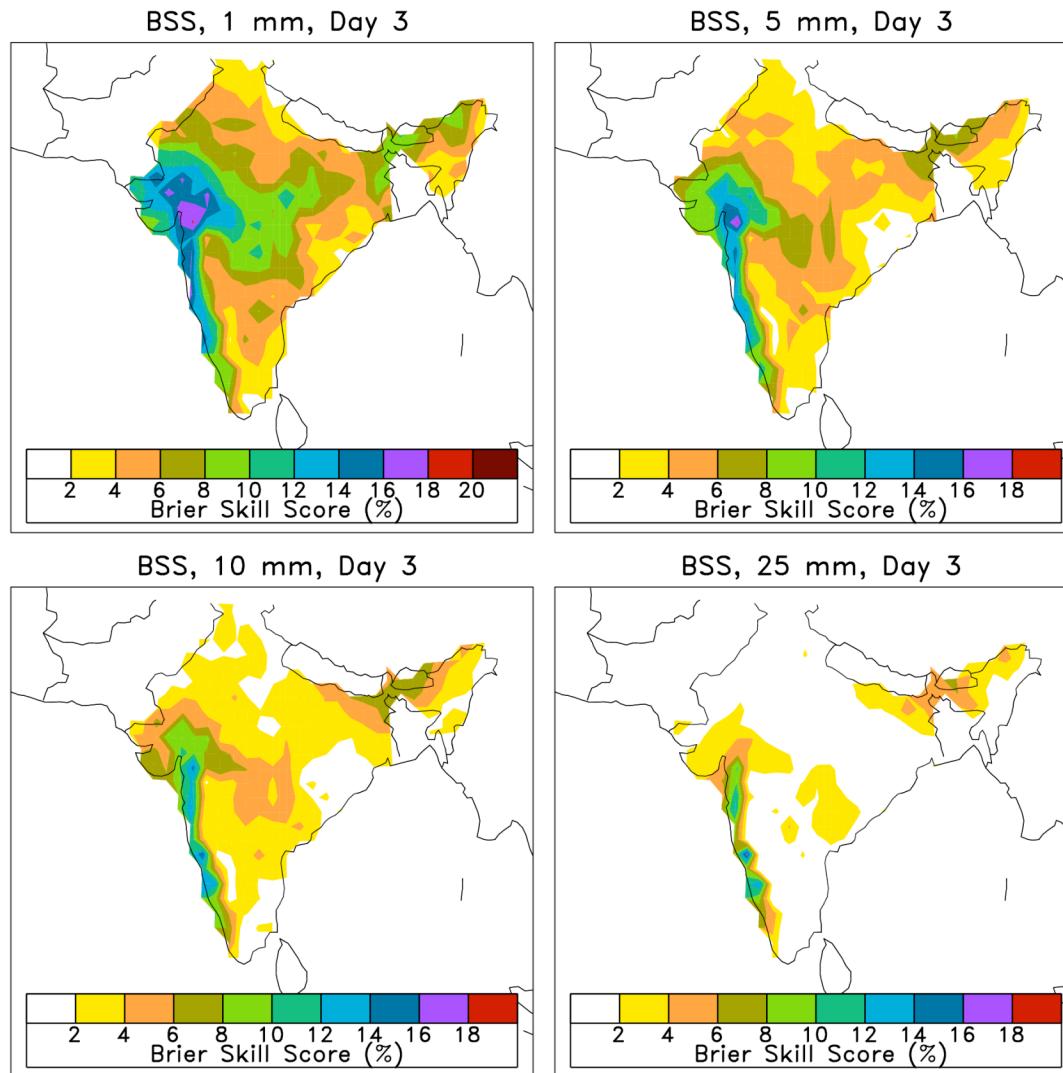 BSS, 1 mm, Day 3
2 4 6 8 10 12 14 16 18 20
Brier Skill Score (%)
BSS, 5 mm, Day 3
2 4 6 8 10 12 14 16 18
Brier Skill Score (%)
BSS, 10 mm, Day 3
2 4 6 8 10 12 14 16 18
Brier Skill Score (%)
BSS, 25 mm, Day 3
2 4 6 8 10 12 14 16 18
Brier Skill Score (%)